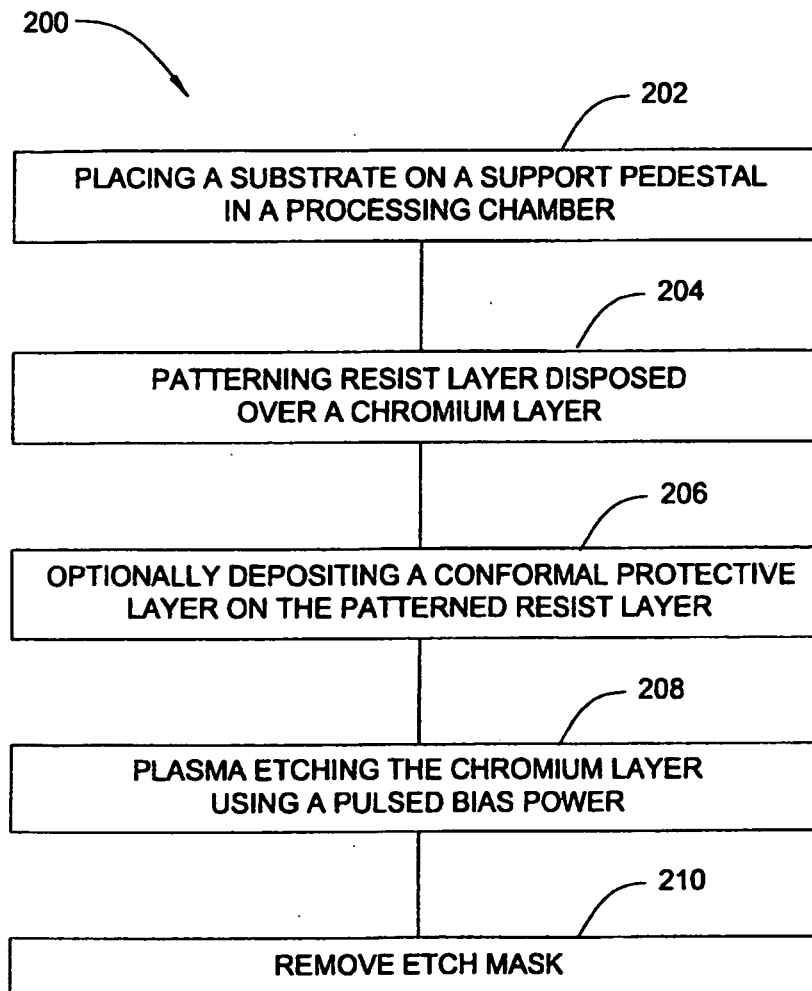 200
202
PLACING A SUBSTRATE ON A SUPPORT PEDESTAL
IN A PROCESSING CHAMBER
204
PATTERNING RESIST LAYER DISPOSED
OVER A CHROMIUM LAYER
206
OPTIONALLY DEPOSITING A CONFORMAL PROTECTIVE
LAYER ON THE PATTERNED RESIST LAYER
208
PLASMA ETCHING THE CHROMIUM LAYER
USING A PULSED BIAS POWER
210
REMOVE ETCH MASK